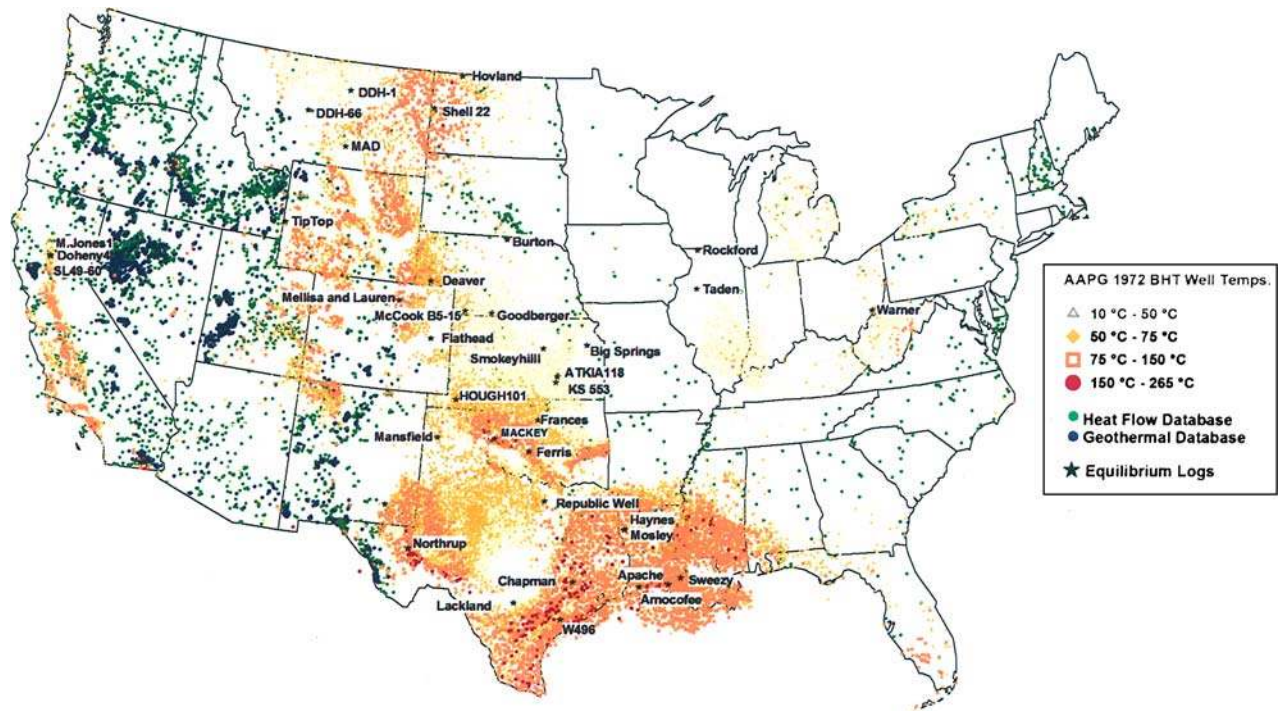 Hovland
DDH-1
DDH-66
Shell 22
MAD
TipTop
M.Jones1
Doheny4
SL49-60
Burton
Rockford
Deaver
Taden
Mellisa and Lauren
McCook B5-15
Goodberger
Warner
Flathead
Smokeyhilll
Big Springs
ATKIA118
KS 553
HOUGH101
Frances
Mansfield
MACKEY
Ferris
Republic Well
Haynes
Mosley
Northrup
Chapman
Apache
Sweezy
Lackland
Amocofee
W496
AAPG 1972 BHT Well Temps.
10 °C - 50 °C
50 °C - 75 °C
75 °C - 150 °C
150 °C - 265 °C
Heat Flow Database
Geothermal Database
Equilibrium Logs